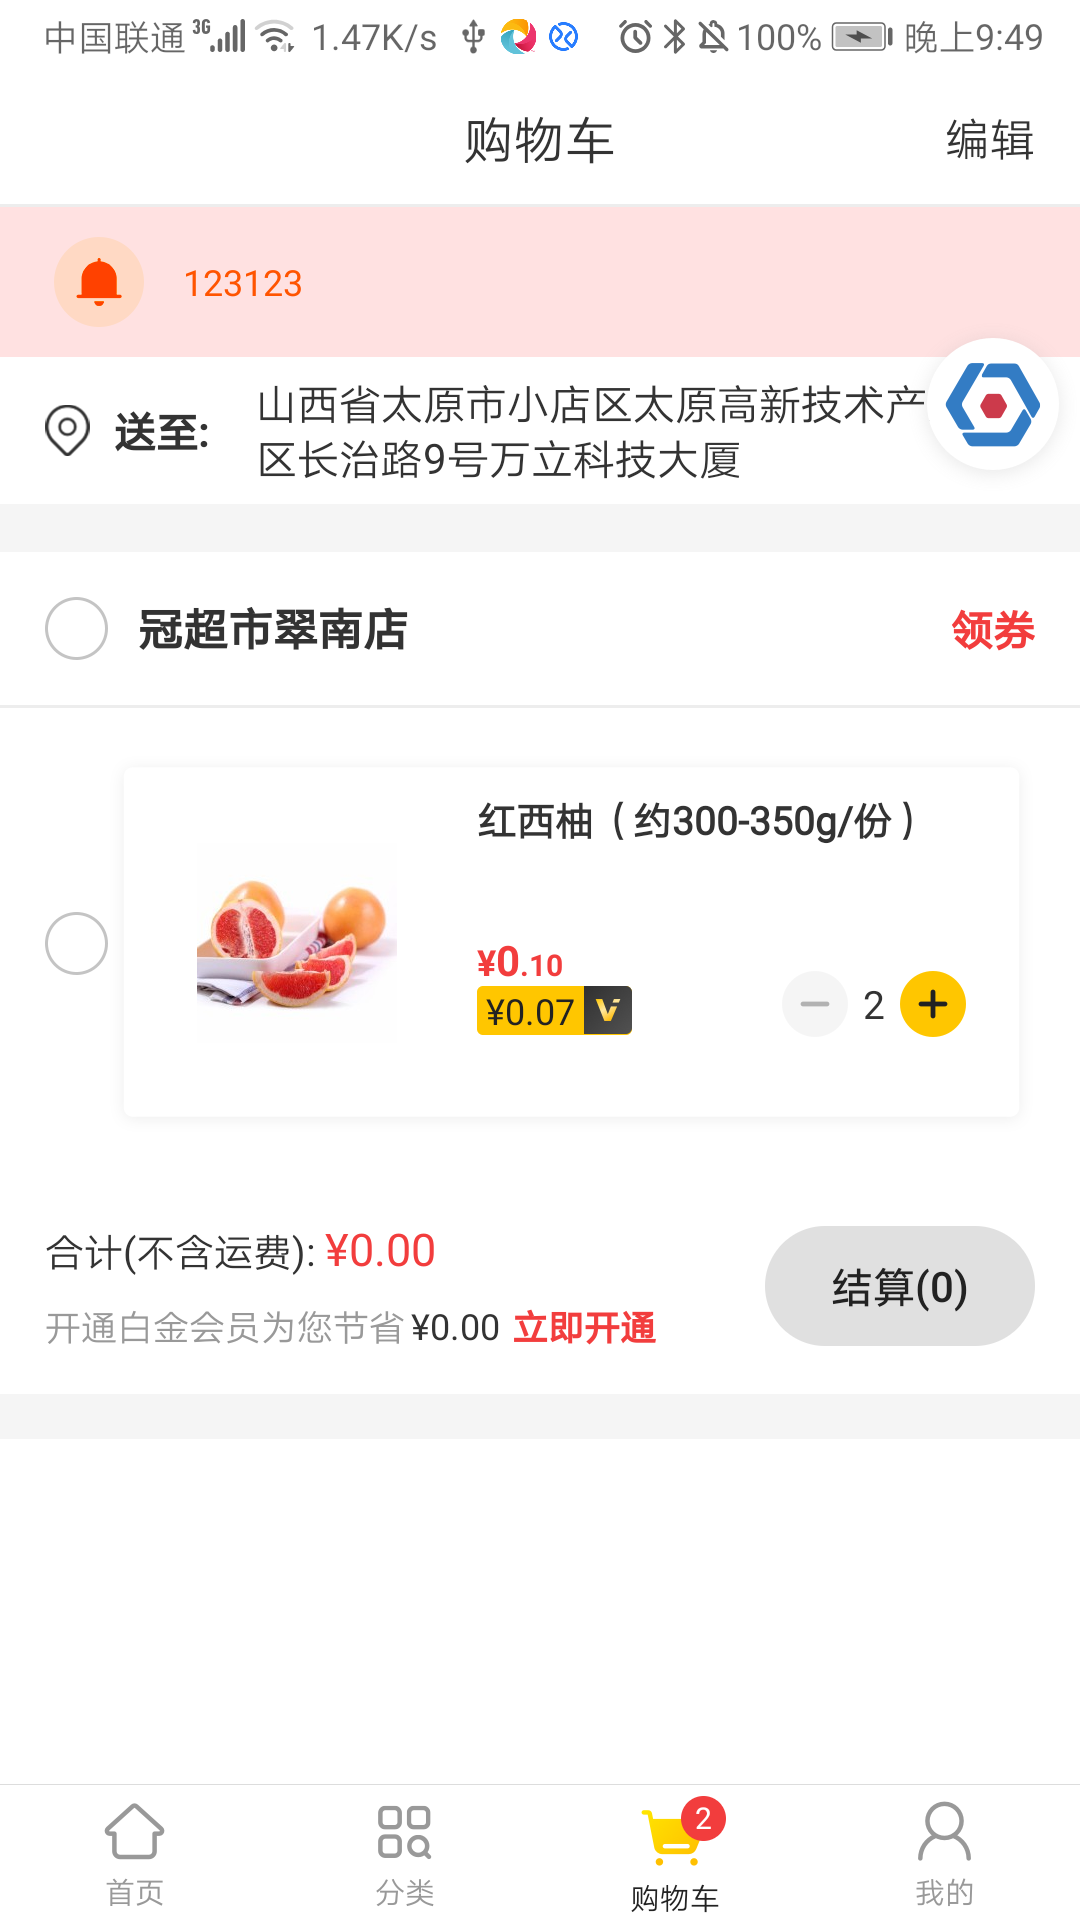 中国联通 3G 1.47K/s 100% 晚上9:49
购物车 编辑
123123
送至:
山西省太原市小店区太原高新技术产
区长治路9号万立科技大厦
冠超市翠南店 领券
红西柚（约300-350g/份）
¥0.10
¥0.07 V
2
合计(不含运费): ¥0.00
开通白金会员为您节省 ¥0.00 立即开通
结算(0)
2
首页 分类 购物车 我的